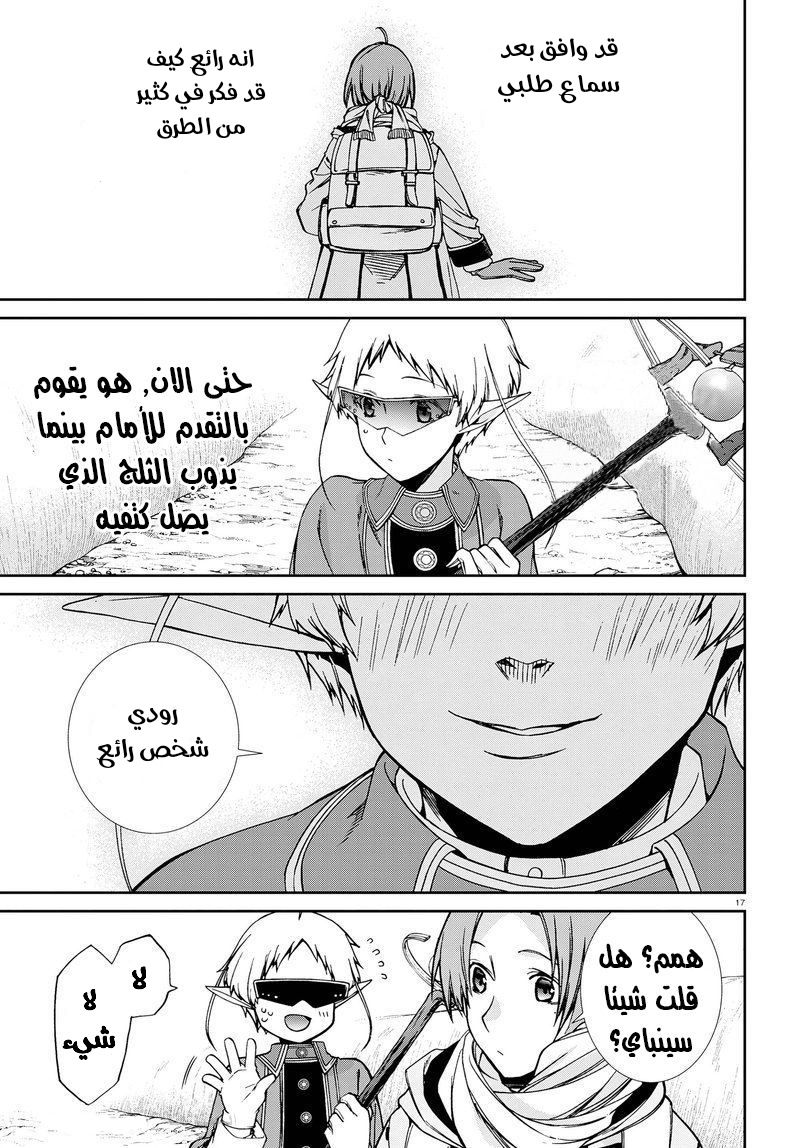 قد وافق بعد
سماع طلبي
انه رائع كيف
قد فكر في كثير
من الطرق
حتى الان, هو يقوم
بالتقدم للأمام بينما
يذوب الثلج الذي
يصل كتفيه
رودي
شخص رائع
17
همم؟ هل
قلت شيئا
سينباي؟
لا
لا
شيء